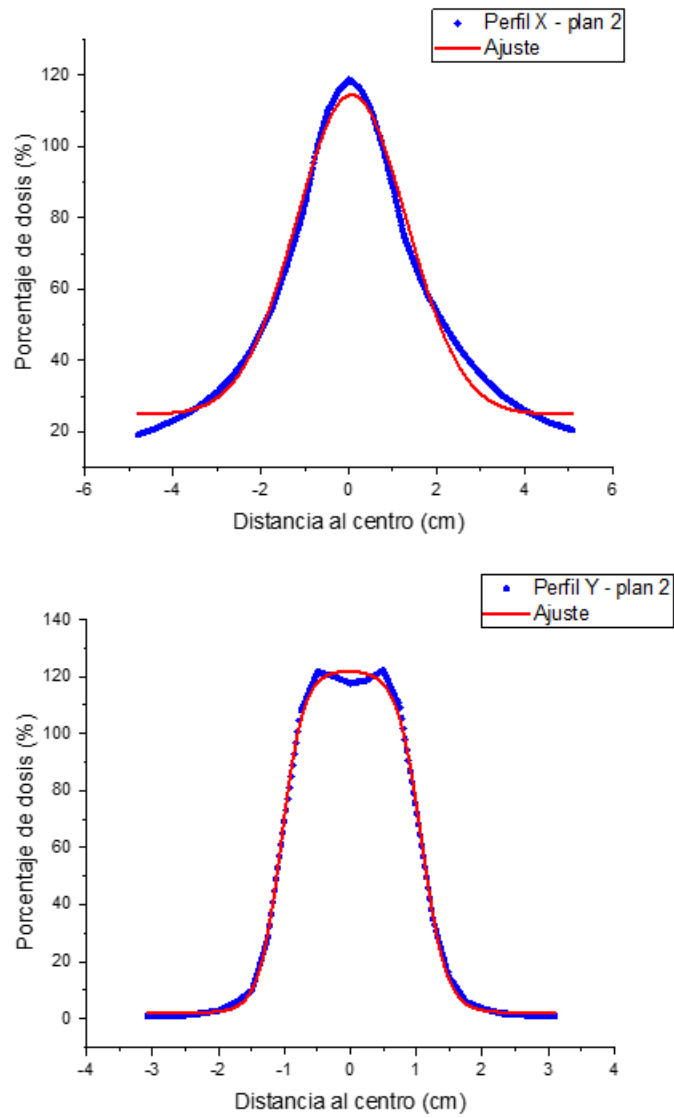 Perfil X - plan 2
Ajuste
Porcentaje de dosis (%)
120
100
80
60
40
20
-6 -4 -2 0 2 4 6
Distancia al centro (cm)
Perfil Y - plan 2
Ajuste
Porcentaje de dosis (%)
140
120
100
80
60
40
20
0
-4 -3 -2 -1 0 1 2 3 4
Distancia al centro (cm)